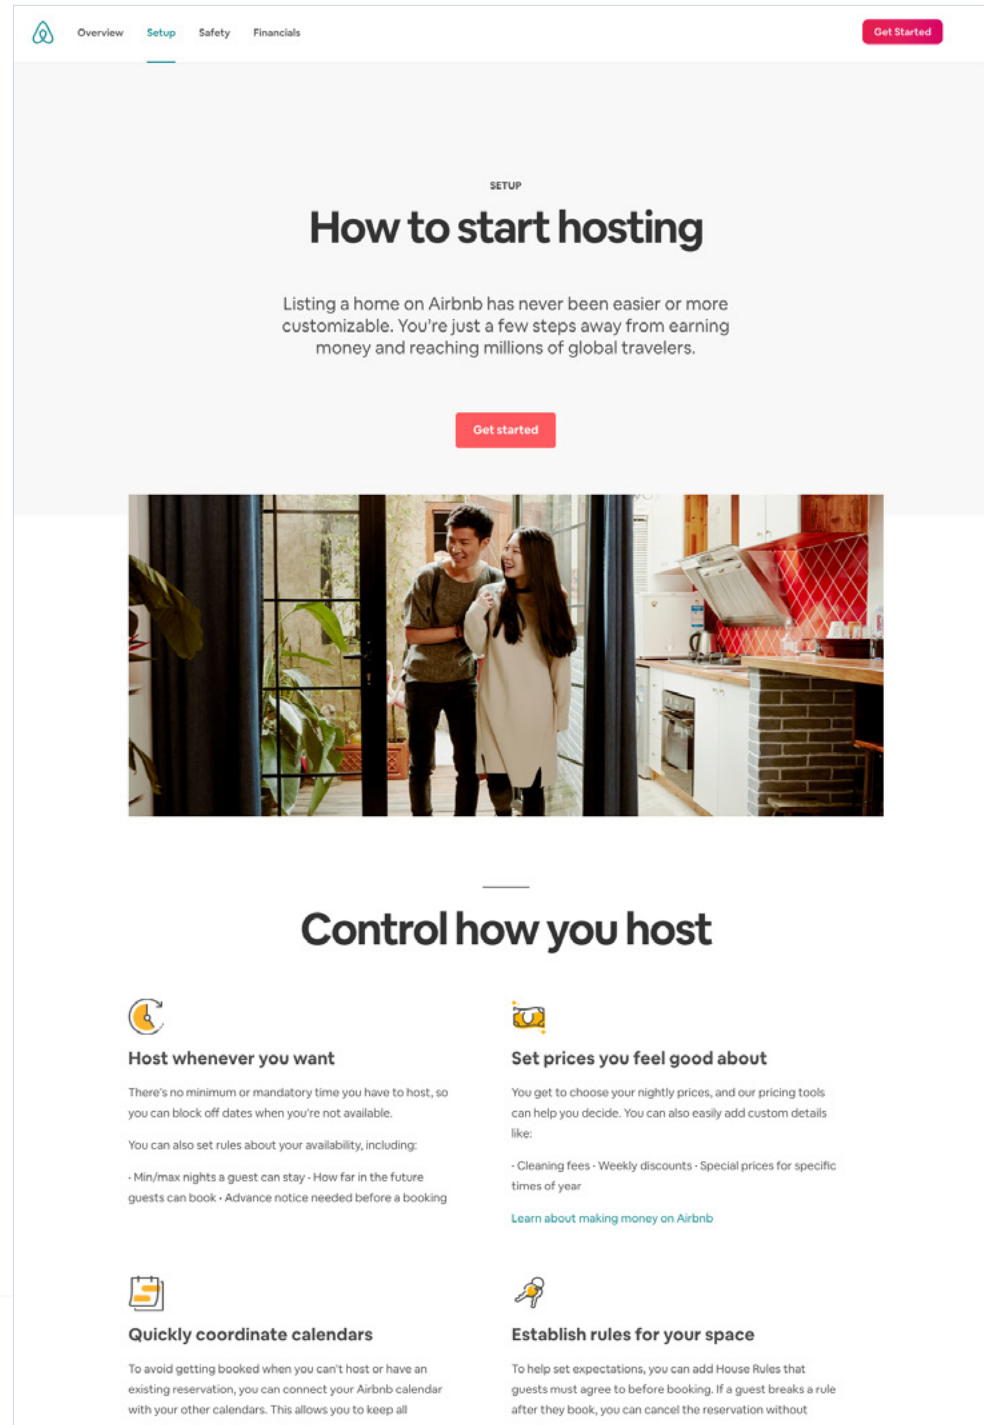 Overview Setup Safety Financials Get Started
SETUP
How to start hosting
Listing a home on Airbnb has never been easier or more
customizable. You're just a few steps away from earning
money and reaching millions of global travelers.
Get started
Control how you host
Host whenever you want
There's no minimum or mandatory time you have to host, so
you can block off dates when you're not available.
You can also set rules about your availability, including:
· Min/max nights a guest can stay · How far in the future
guests can book · Advance notice needed before a booking
Set prices you feel good about
You get to choose your nightly prices, and our pricing tools
can help you decide. You can also easily add custom details
like:
· Cleaning fees · Weekly discounts · Special prices for specific
times of year
Learn about making money on Airbnb
Quickly coordinate calendars
To avoid getting booked when you can't host or have an
existing reservation, you can connect your Airbnb calendar
with your other calendars. This allows you to keep all
Establish rules for your space
To help set expectations, you can add House Rules that
guests must agree to before booking. If a guest breaks a rule
after they book, you can cancel the reservation without